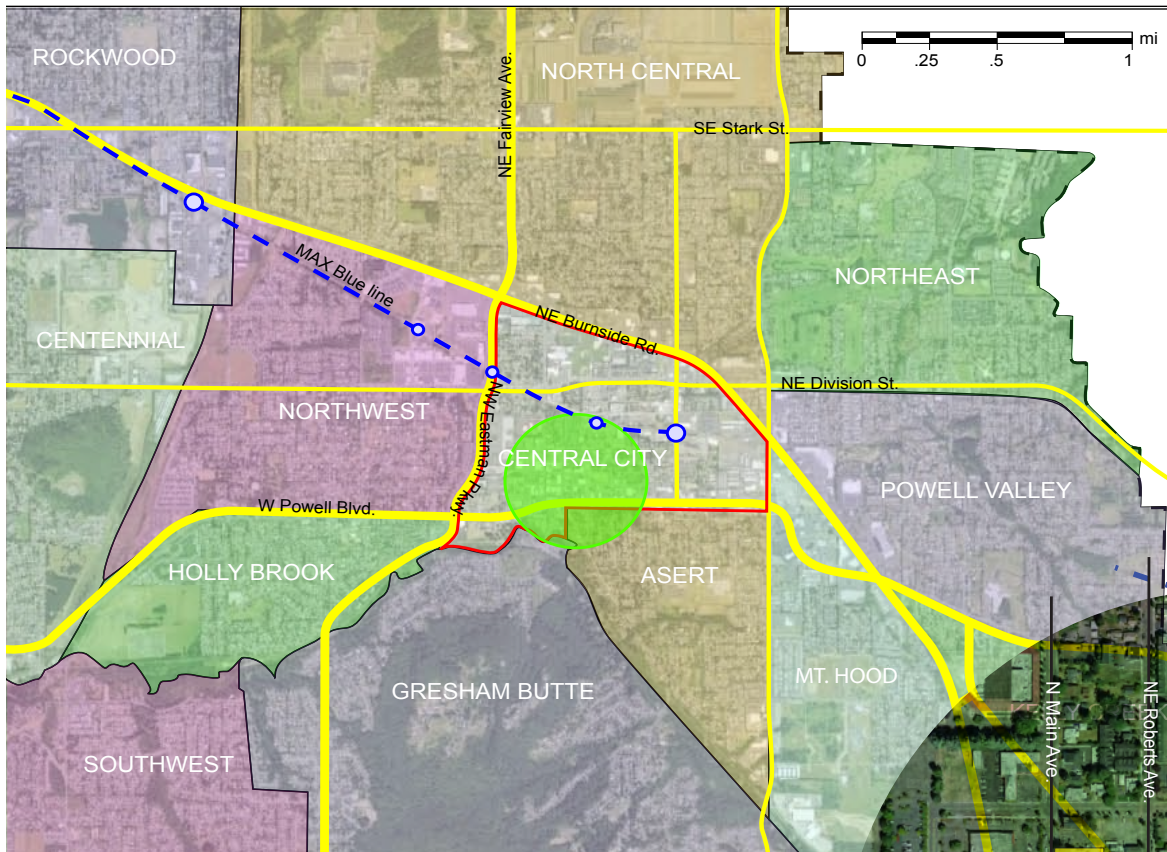 ROCKWOOD
NORTH CENTRAL
NE Fairview Ave.
mi
0 .25 .5 1
SE Stark St.
MAX Blue line
NORTHEAST
CENTENNIAL
NE Burnside Rd.
NE Division St.
NORTHWEST
NW Eastman Pkwy.
CENTRAL CITY
POWELL VALLEY
W Powell Blvd.
HOLLY BROOK
ASERT
GRESHAM BUTTE
MT. HOOD
N Main Ave.
NE Roberts Ave.
SOUTHWEST